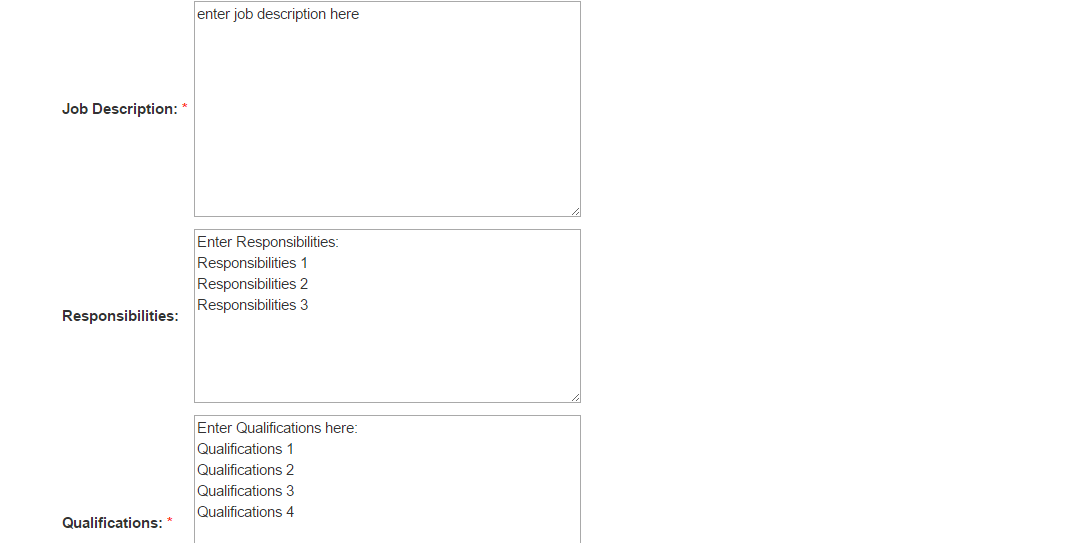 enter job description here
Job Description: *
Enter Responsibilities:
Responsibilities 1
Responsibilities 2
Responsibilities 3
Responsibilities:
Enter Qualifications here:
Qualifications 1
Qualifications 2
Qualifications 3
Qualifications 4
Qualifications: *